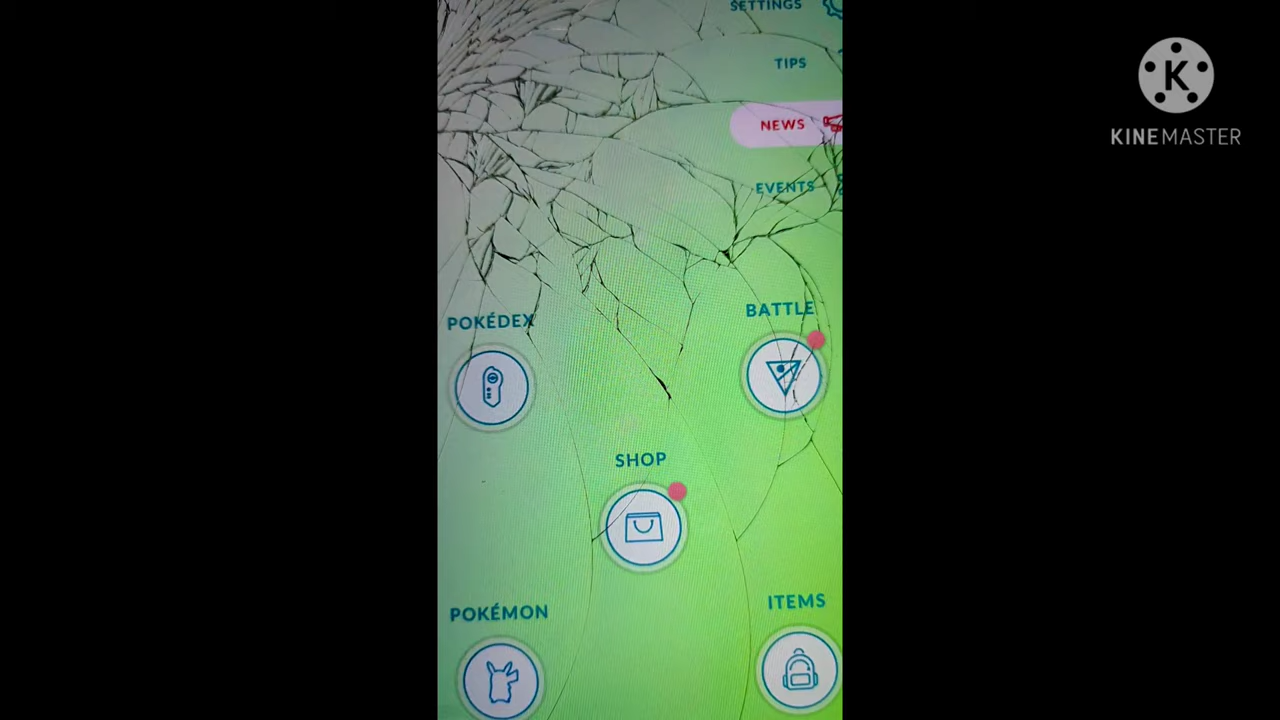 SETTINGS
TIPS
NEWS
EVENTS
POKÉDEX
BATTLE
SHOP
POKÉMON
ITEMS
K
KINEMASTER